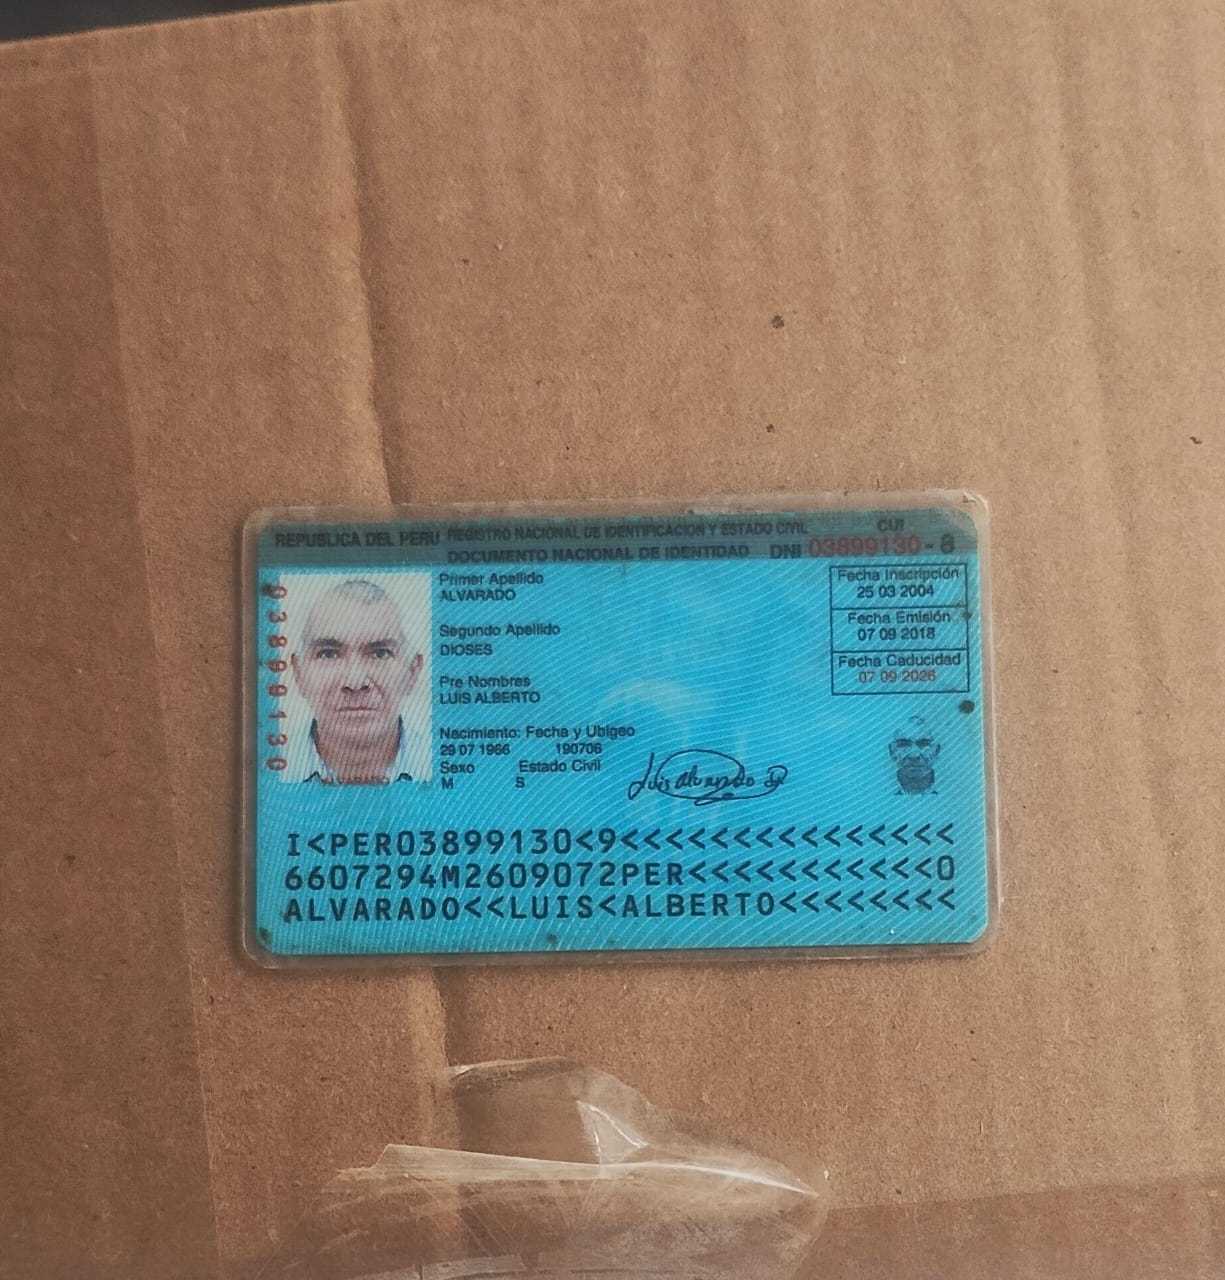 REPUBLICA DEL PERU REGISTRO NACIONAL DE IDENTIFICACION Y ESTADO CIVIL CUI
DOCUMENTO NACIONAL DE IDENTIDAD DNI 03899130 - 8
03899130
Primer Apellido
ALVARADO
Segundo Apellido
DIOSES
Pre Nombres
LUIS ALBERTO
Nacimiento: Fecha y Ubigeo
29 07 1966 190706
Sexo Estado Civil
M S
Fecha Inscripción
25 03 2004
Fecha Emisión
07 09 2018
Fecha Caducidad
07 09 2026
ALVARADO
Luis Alvarado D
I<PER03899130<9<<<<<<<<<<<<<<<
6607294M2609072PER<<<<<<<<<<<0
ALVARADO<<LUIS<ALBERTO<<<<<<<<